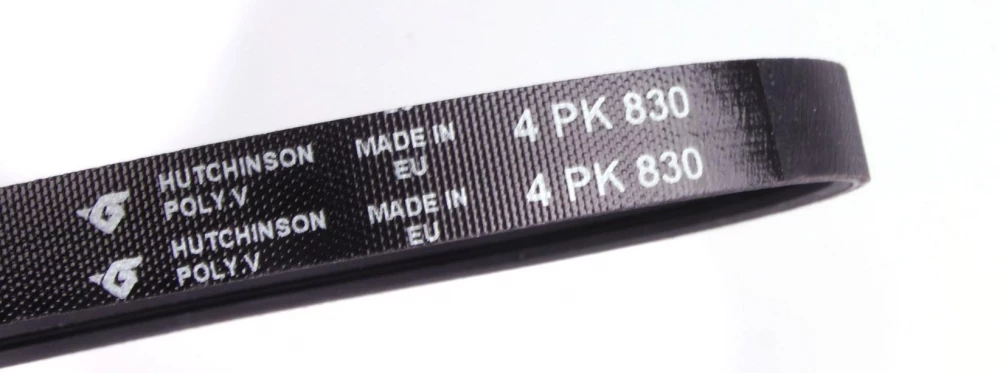 HUTCHINSON
POLY.V
MADE IN
EU
4 PK 830
HUTCHINSON
POLY.V
MADE IN
EU
4 PK 830